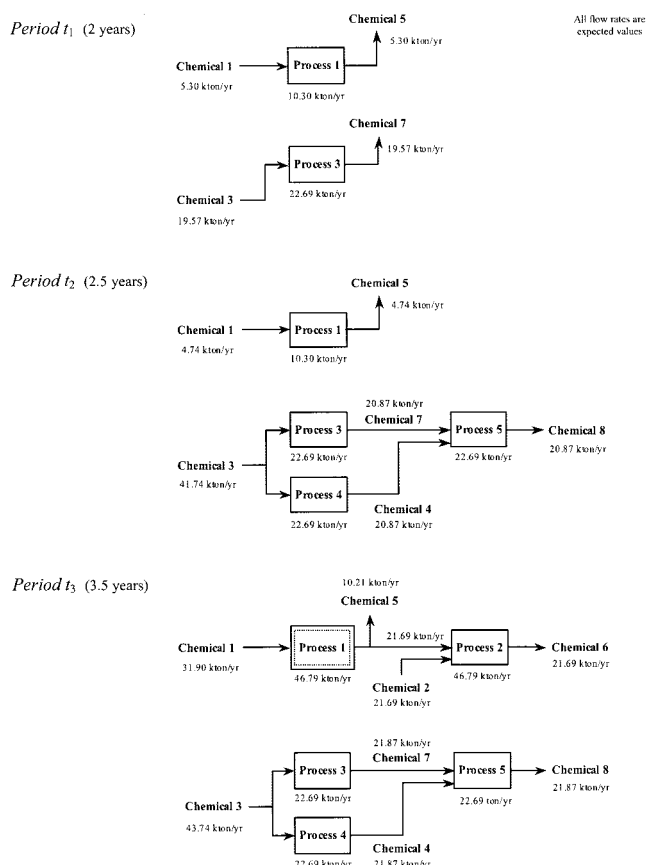 Period t1 (2 years)
All flow rates are
expected values
Chemical 5
5.30 kton/yr
Chemical 1
Process 1
5.30 kton/yr
10.30 kton/yr
Chemical 7
19.57 kton/yr
Process 3
Chemical 3
22.69 kton/yr
19.57 kton/yr
Period t2 (2.5 years)
Chemical 5
4.74 kton/yr
Chemical 1
Process 1
4.74 kton/yr
10.30 kton/yr
20.87 kton/yr
Process 3
Chemical 7
Process 5
Chemical 8
22.69 kton/yr
22.69 kton/yr
20.87 kton/yr
Chemical 3
41.74 kton/yr
Process 4
Chemical 4
22.69 kton/yr
20.87 kton/yr
Period t3 (3.5 years)
10.21 kton/yr
Chemical 5
21.69 kton/yr
Chemical 1
Process 1
Process 2
Chemical 6
31.90 kton/yr
46.79 kton/yr
46.79 kton/yr
21.69 kton/yr
Chemical 2
21.69 kton/yr
21.87 kton/yr
Chemical 7
Process 3
Process 5
Chemical 8
22.69 kton/yr
22.69 ton/yr
21.87 kton/yr
Chemical 3
43.74 kton/yr
Process 4
Chemical 4
22.69 kton/yr
21.87 kton/yr